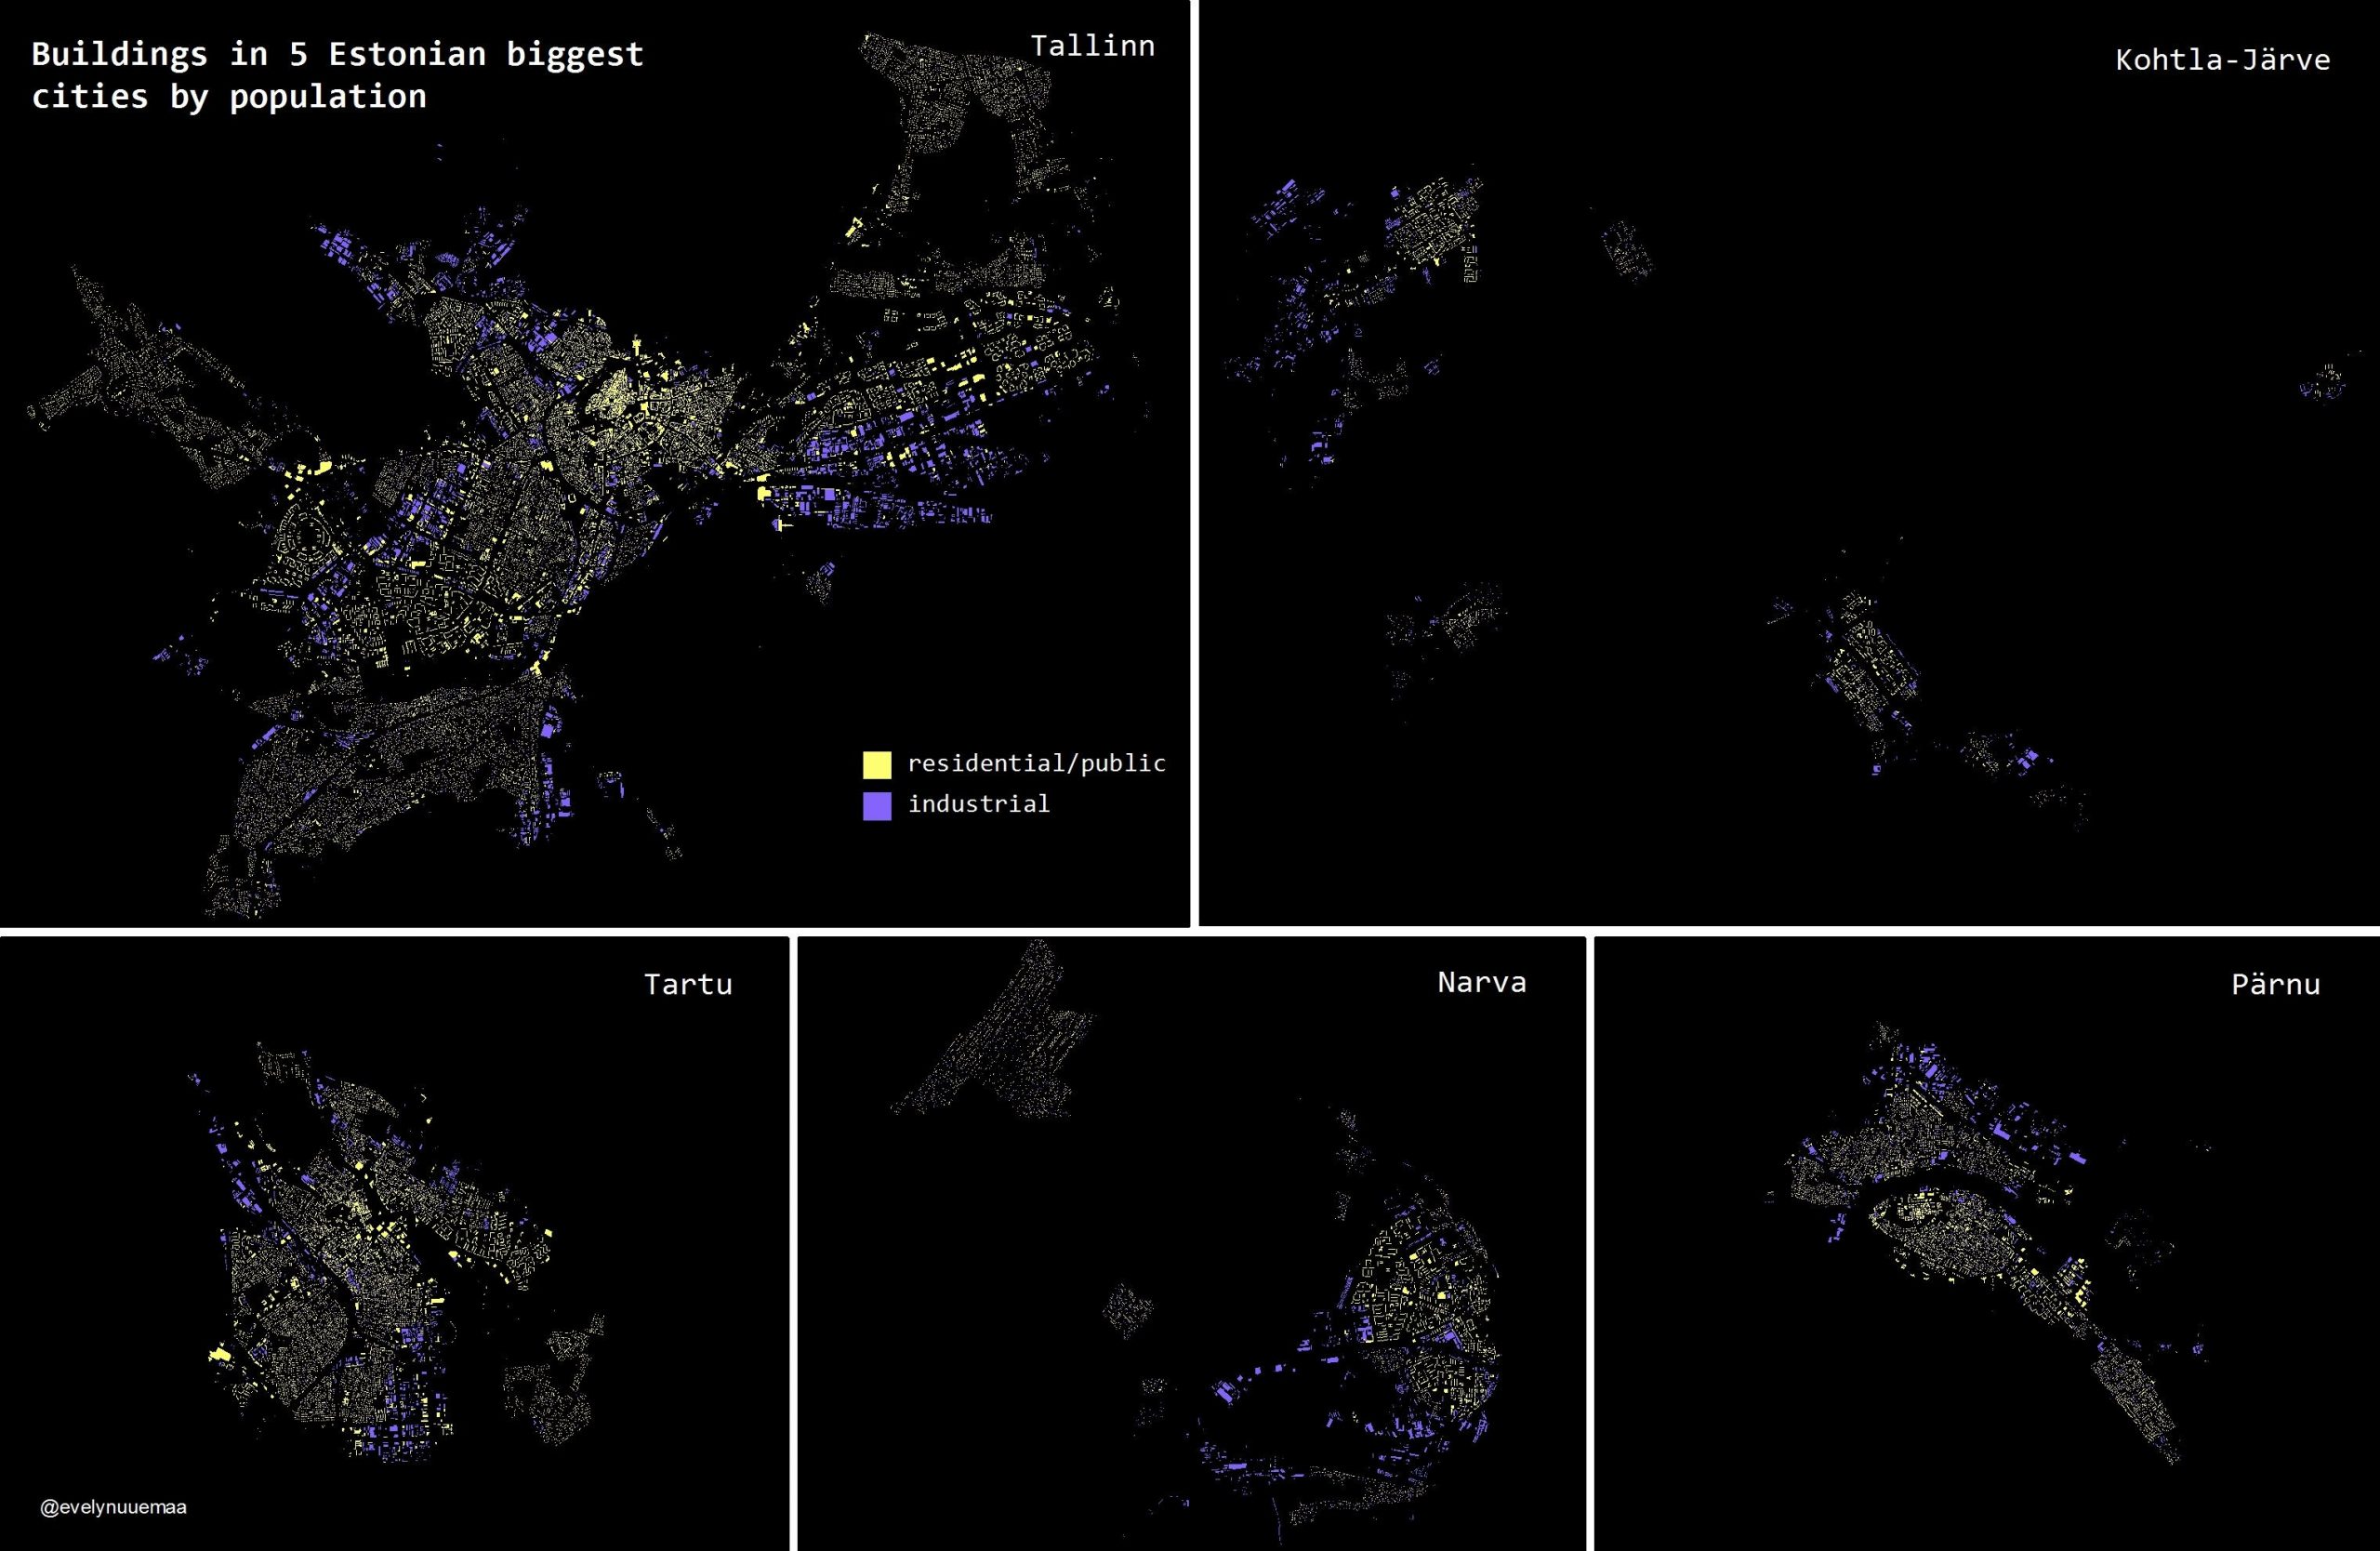 Buildings in 5 Estonian biggest
cities by population
Tallinn
Kohtla-Järve
residential/public
industrial
Tartu
Narva
Pärnu
@evelynuuemaa